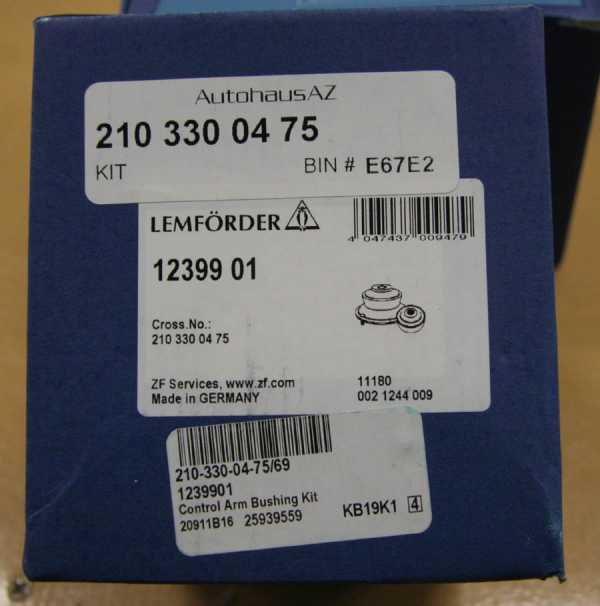 AutohausAZ
210 330 04 75
KIT BIN # E67E2
LEMFÖRDER
4 047437 009479
12399 01
Cross.No.:
210 330 04 75
ZF Services, www.zf.com 11180
Made in GERMANY 002 1244 009
210-330-04-75/69
1239901
Control Arm Bushing Kit
20911B16 25939559 KB19K1 4